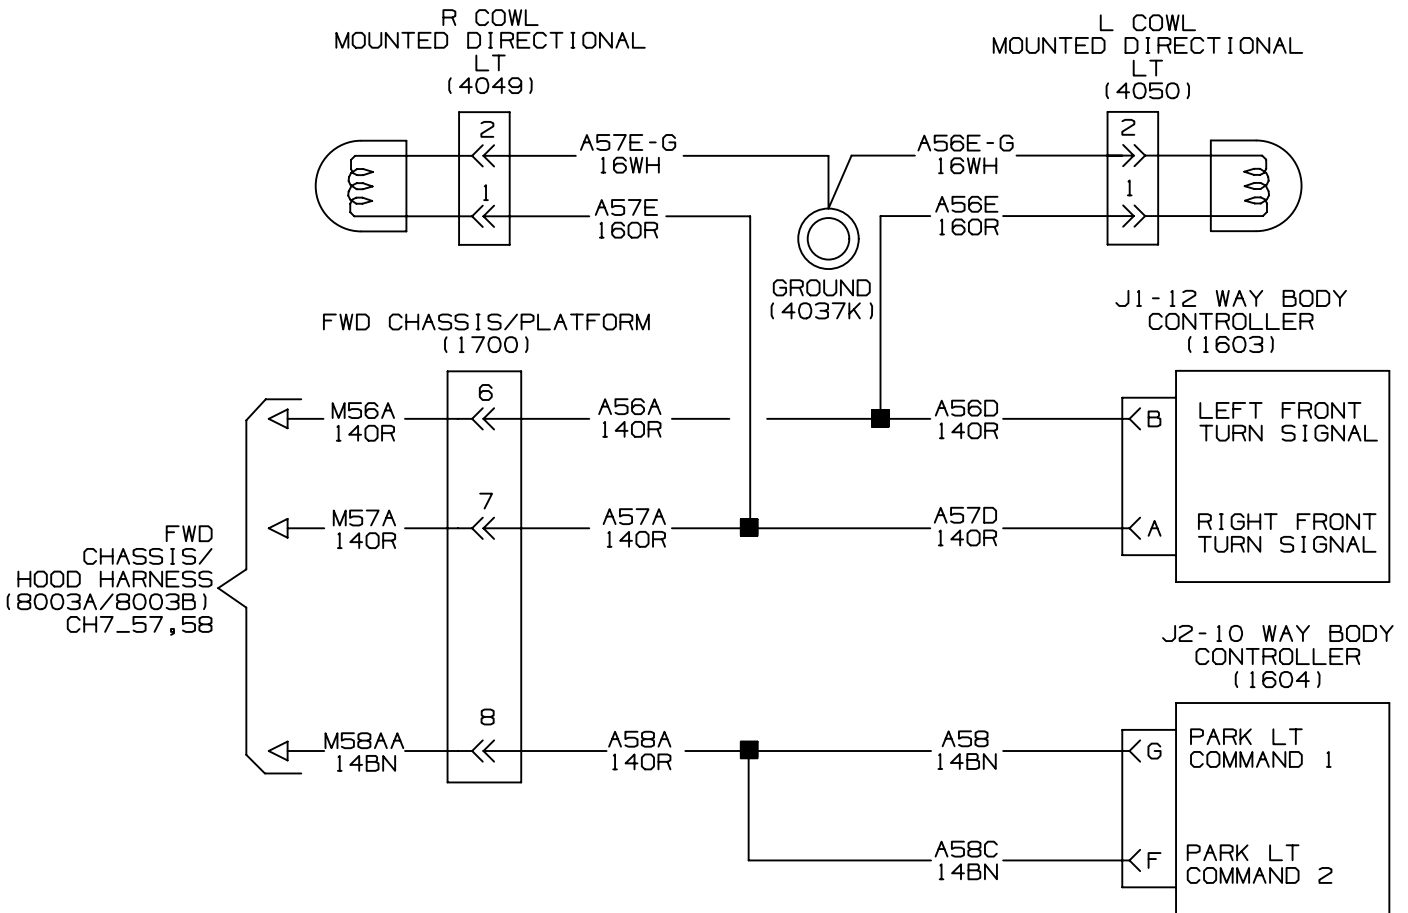 R COWL
MOUNTED DIRECTIONAL
LT
(4049)
L COWL
MOUNTED DIRECTIONAL
LT
(4050)
2
A57E-G
16WH
A56E-G
16WH
2
1
A57E
16OR
A56E
16OR
1
GROUND
(4037K)
J1-12 WAY BODY
CONTROLLER
(1603)
FWD CHASSIS/PLATFORM
(1700)
M56A
14OR
6
A56A
14OR
A56D
14OR
B
LEFT FRONT
TURN SIGNAL
M57A
14OR
7
A57A
14OR
A57D
14OR
A
RIGHT FRONT
TURN SIGNAL
FWD
CHASSIS/
HOOD HARNESS
(8003A/8003B)
CH7_57,58
J2-10 WAY BODY
CONTROLLER
(1604)
M58AA
14BN
8
A58A
14OR
A58
14BN
G
PARK LT
COMMAND 1
A58C
14BN
F
PARK LT
COMMAND 2